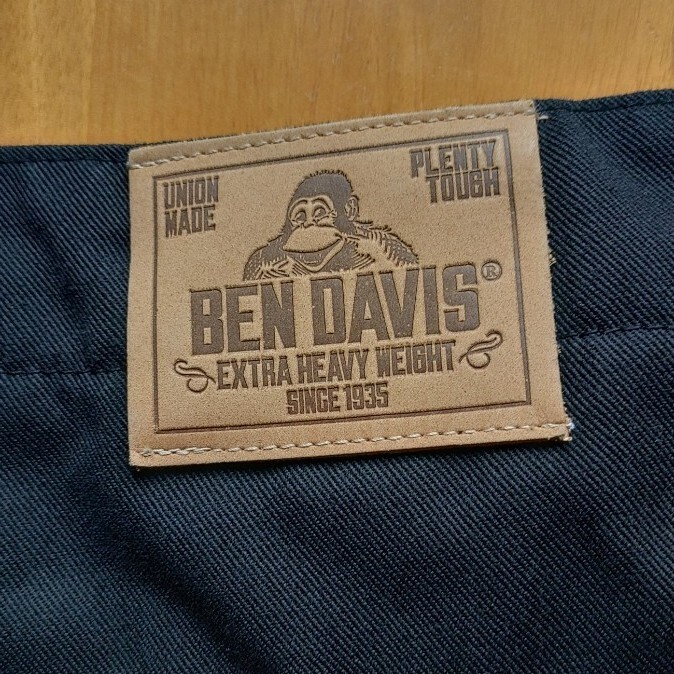 UNION
MADE
PLENTY
TOUGH
BEN DAVIS®
EXTRA HEAVY WEIGHT
SINCE 1935